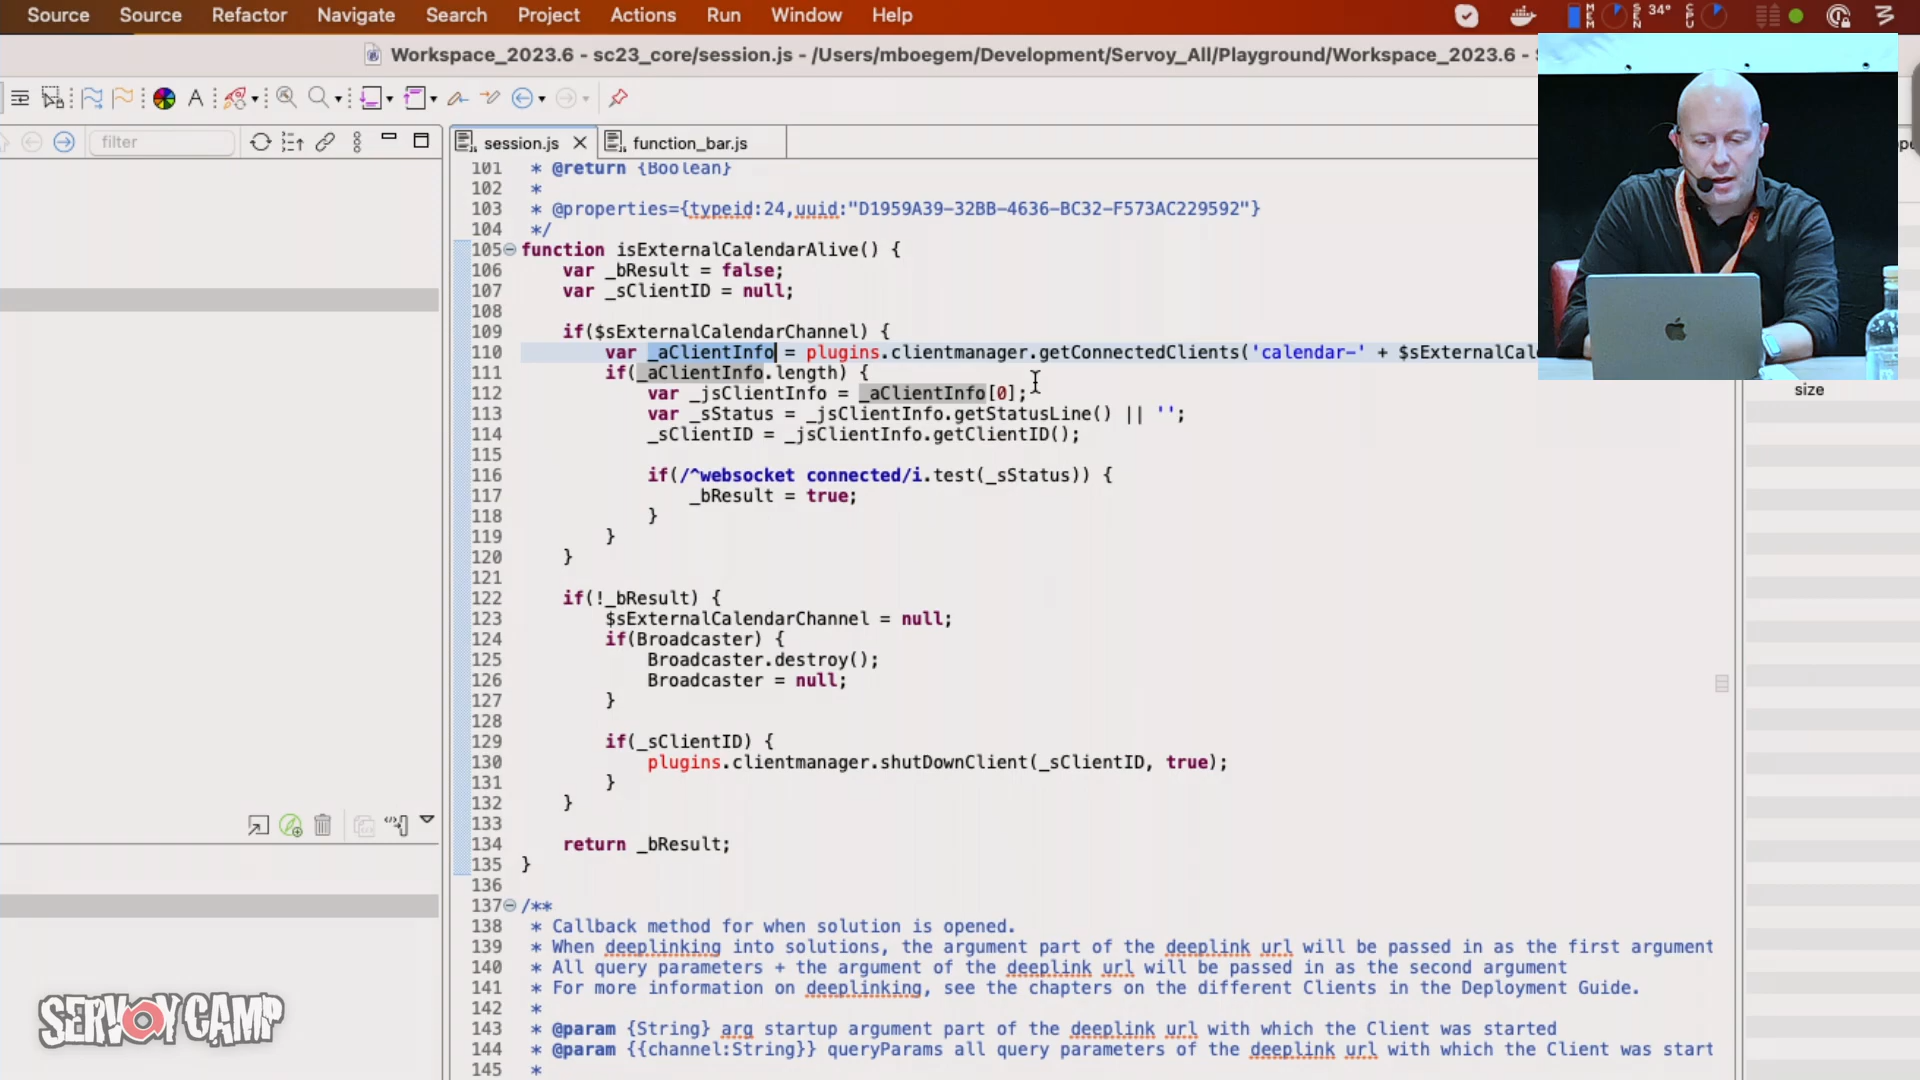 Source Source Refactor Navigate Search Project Actions Run Window Help
MEM SEN 34° CPU
Workspace_2023.6 - sc23_core/session.js - /Users/mboegem/Development/Servoy_All/Playground/Workspace_2023.6 -
filter
session.js function_bar.js
101 * @return {Boolean}
102 *
103 * @properties={typeid:24,uuid:"D1959A39-32BB-4636-BC32-F573AC229592"}
104 */
105 function isExternalCalendarAlive() {
106 var _bResult = false;
107 var _sClientID = null;
108
109 if($sExternalCalendarChannel) {
110 var _aClientInfo = plugins.clientmanager.getConnectedClients('calendar-' + $sExternalCal
111 if(_aClientInfo.length) {
112 var _jsClientInfo = _aClientInfo[0];
113 var _sStatus = _jsClientInfo.getStatusLine() || '';
114 _sClientID = _jsClientInfo.getClientID();
115
116 if(/^websocket connected/i.test(_sStatus)) {
117 _bResult = true;
118 }
119 }
120 }
121
122 if(!_bResult) {
123 $sExternalCalendarChannel = null;
124 if(Broadcaster) {
125 Broadcaster.destroy();
126 Broadcaster = null;
127 }
128
129 if(_sClientID) {
130 plugins.clientmanager.shutDownClient(_sClientID, true);
131 }
132 }
133
134 return _bResult;
135 }
136
137 /**
138 * Callback method for when solution is opened.
139 * When deeplinking into solutions, the argument part of the deeplink url will be passed in as the first argument
140 * All query parameters + the argument of the deeplink url will be passed in as the second argument
141 * For more information on deeplinking, see the chapters on the different Clients in the Deployment Guide.
142 *
143 * @param {String} arg startup argument part of the deeplink url with which the Client was started
144 * @param {{channel:String}} queryParams all query parameters of the deeplink url with which the Client was start
145 *
size
SERVOY CAMP